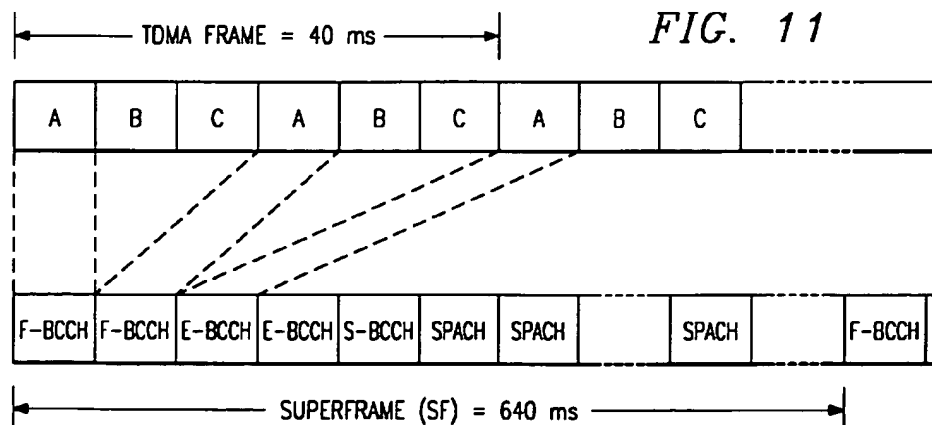 TDMA FRAME = 40 ms
FIG. 11
A B C A B C A B C
F-BCCH F-BCCH E-BCCH E-BCCH S-BCCH SPACH SPACH SPACH F-BCCH
SUPERFRAME (SF) = 640 ms